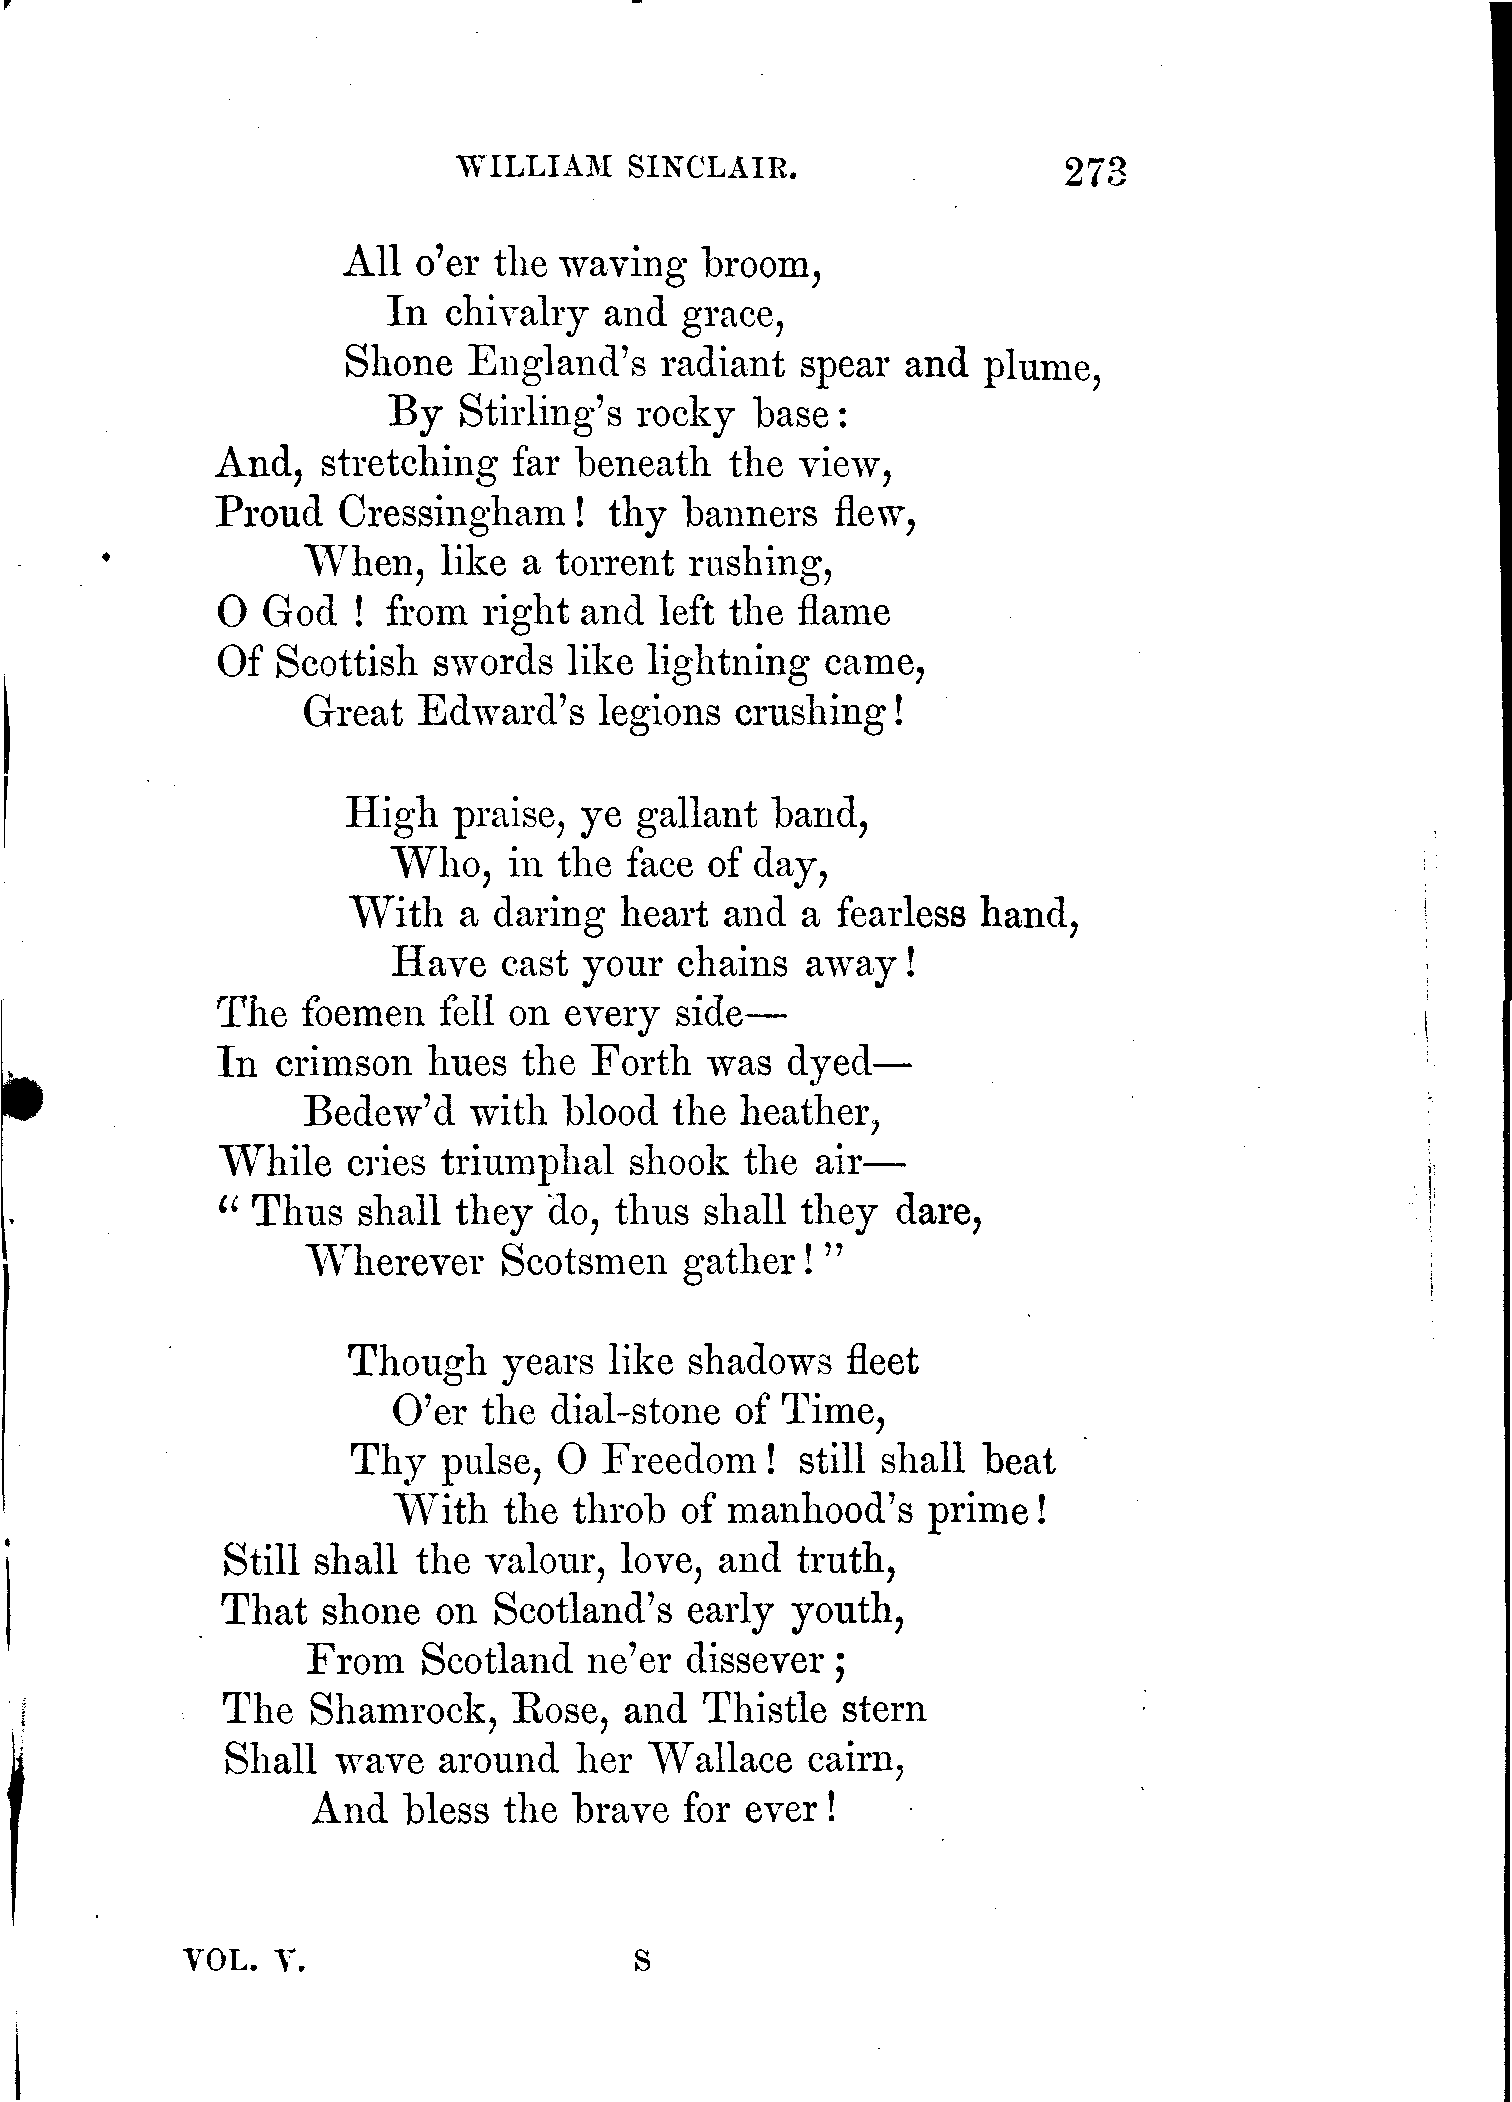 WILLIAM SINCLAIR. 273
All o'er the waving broom,
In chivalry and grace,
Shone England's radiant spear and plume,
By Stirling's rocky base:
And, stretching far beneath the view,
Proud Cressingham! thy banners flew,
When, like a torrent rushing,
O God! from right and left the flame
Of Scottish swords like lightning came,
Great Edward's legions crushing!
High praise, ye gallant band,
Who, in the face of day,
With a daring heart and a fearless hand,
Have cast your chains away!
The foemen fell on every side—
In crimson hues the Forth was dyed—
Bedew'd with blood the heather,
While cries triumphal shook the air—
"Thus shall they do, thus shall they dare,
Wherever Scotsmen gather!"
Though years like shadows fleet
O'er the dial-stone of Time,
Thy pulse, O Freedom! still shall beat
With the throb of manhood's prime!
Still shall the valour, love, and truth,
That shone on Scotland's early youth,
From Scotland ne'er dissever;
The Shamrock, Rose, and Thistle stern
Shall wave around her Wallace cairn,
And bless the brave for ever!
VOL. V. S